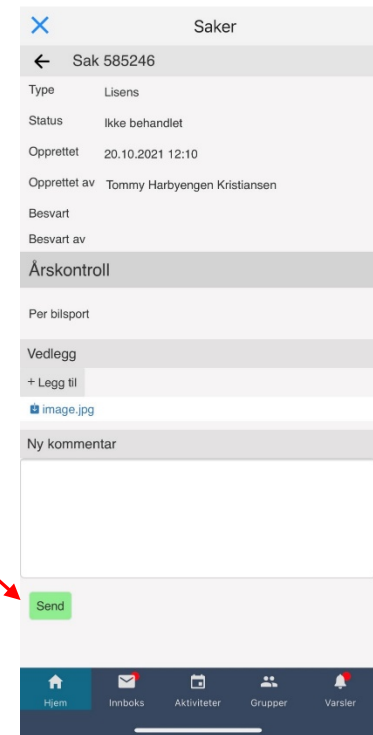 Saker
Sak 585246
Type Lisens
Status Ikke behandlet
Opprettet 20.10.2021 12:10
Opprettet av Tommy Harbyengen Kristiansen
Besvart
Besvart av
Årskontroll
Per bilsport
Vedlegg
+ Legg til
image.jpg
Ny kommentar
Send
Hjem Innboks Aktiviteter Grupper Varsler